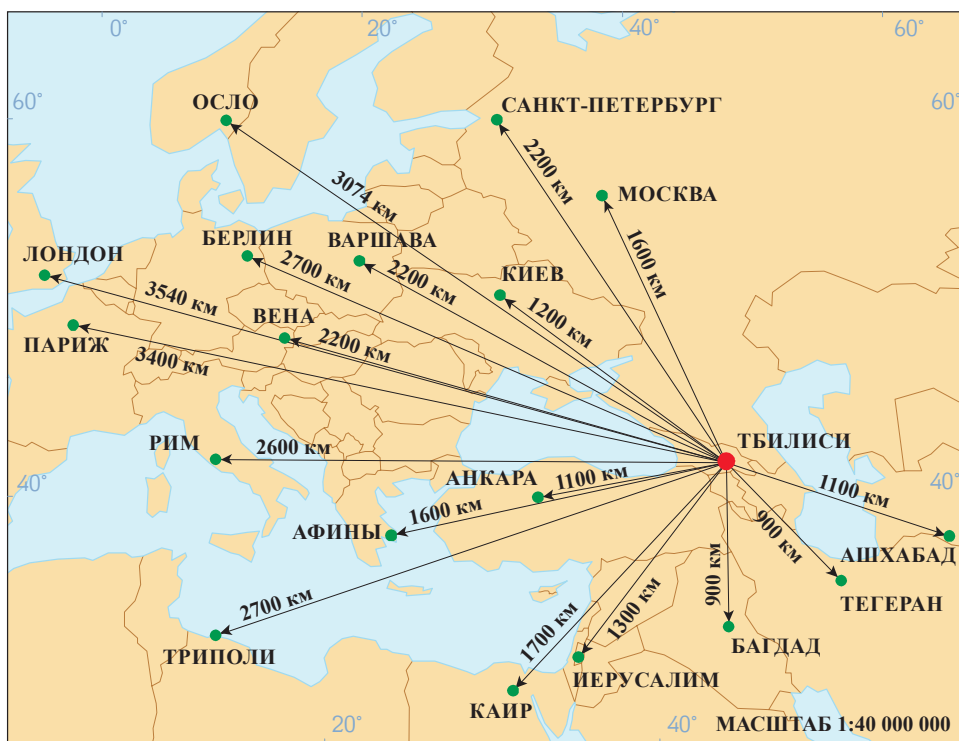 0°
20°
60°
60°
60°
ОСЛО
САНКТ-ПЕТЕРБУРГ
2200 км
3074 км
МОСКВА
БЕРЛИН
ВАРШАВА
ЛОНДОН
2700 км
2200 км
1600 км
КИЕВ
3540 км
ВЕНА
1200 км
ПАРИЖ
3400 км
2200 км
РИМ
2600 км
ТБИЛИСИ
40°
АНКАРА
1100 км
1100 км
40°
1600 км
АФИНЫ
900 км
АШХАБАД
900 км
ТЕГЕРАН
2700 км
1700 км
1300 км
ТРИПОЛИ
БАГДАД
ИЕРУСАЛИМ
КАИР
20°
40°
МАСШТАБ 1:40 000 000